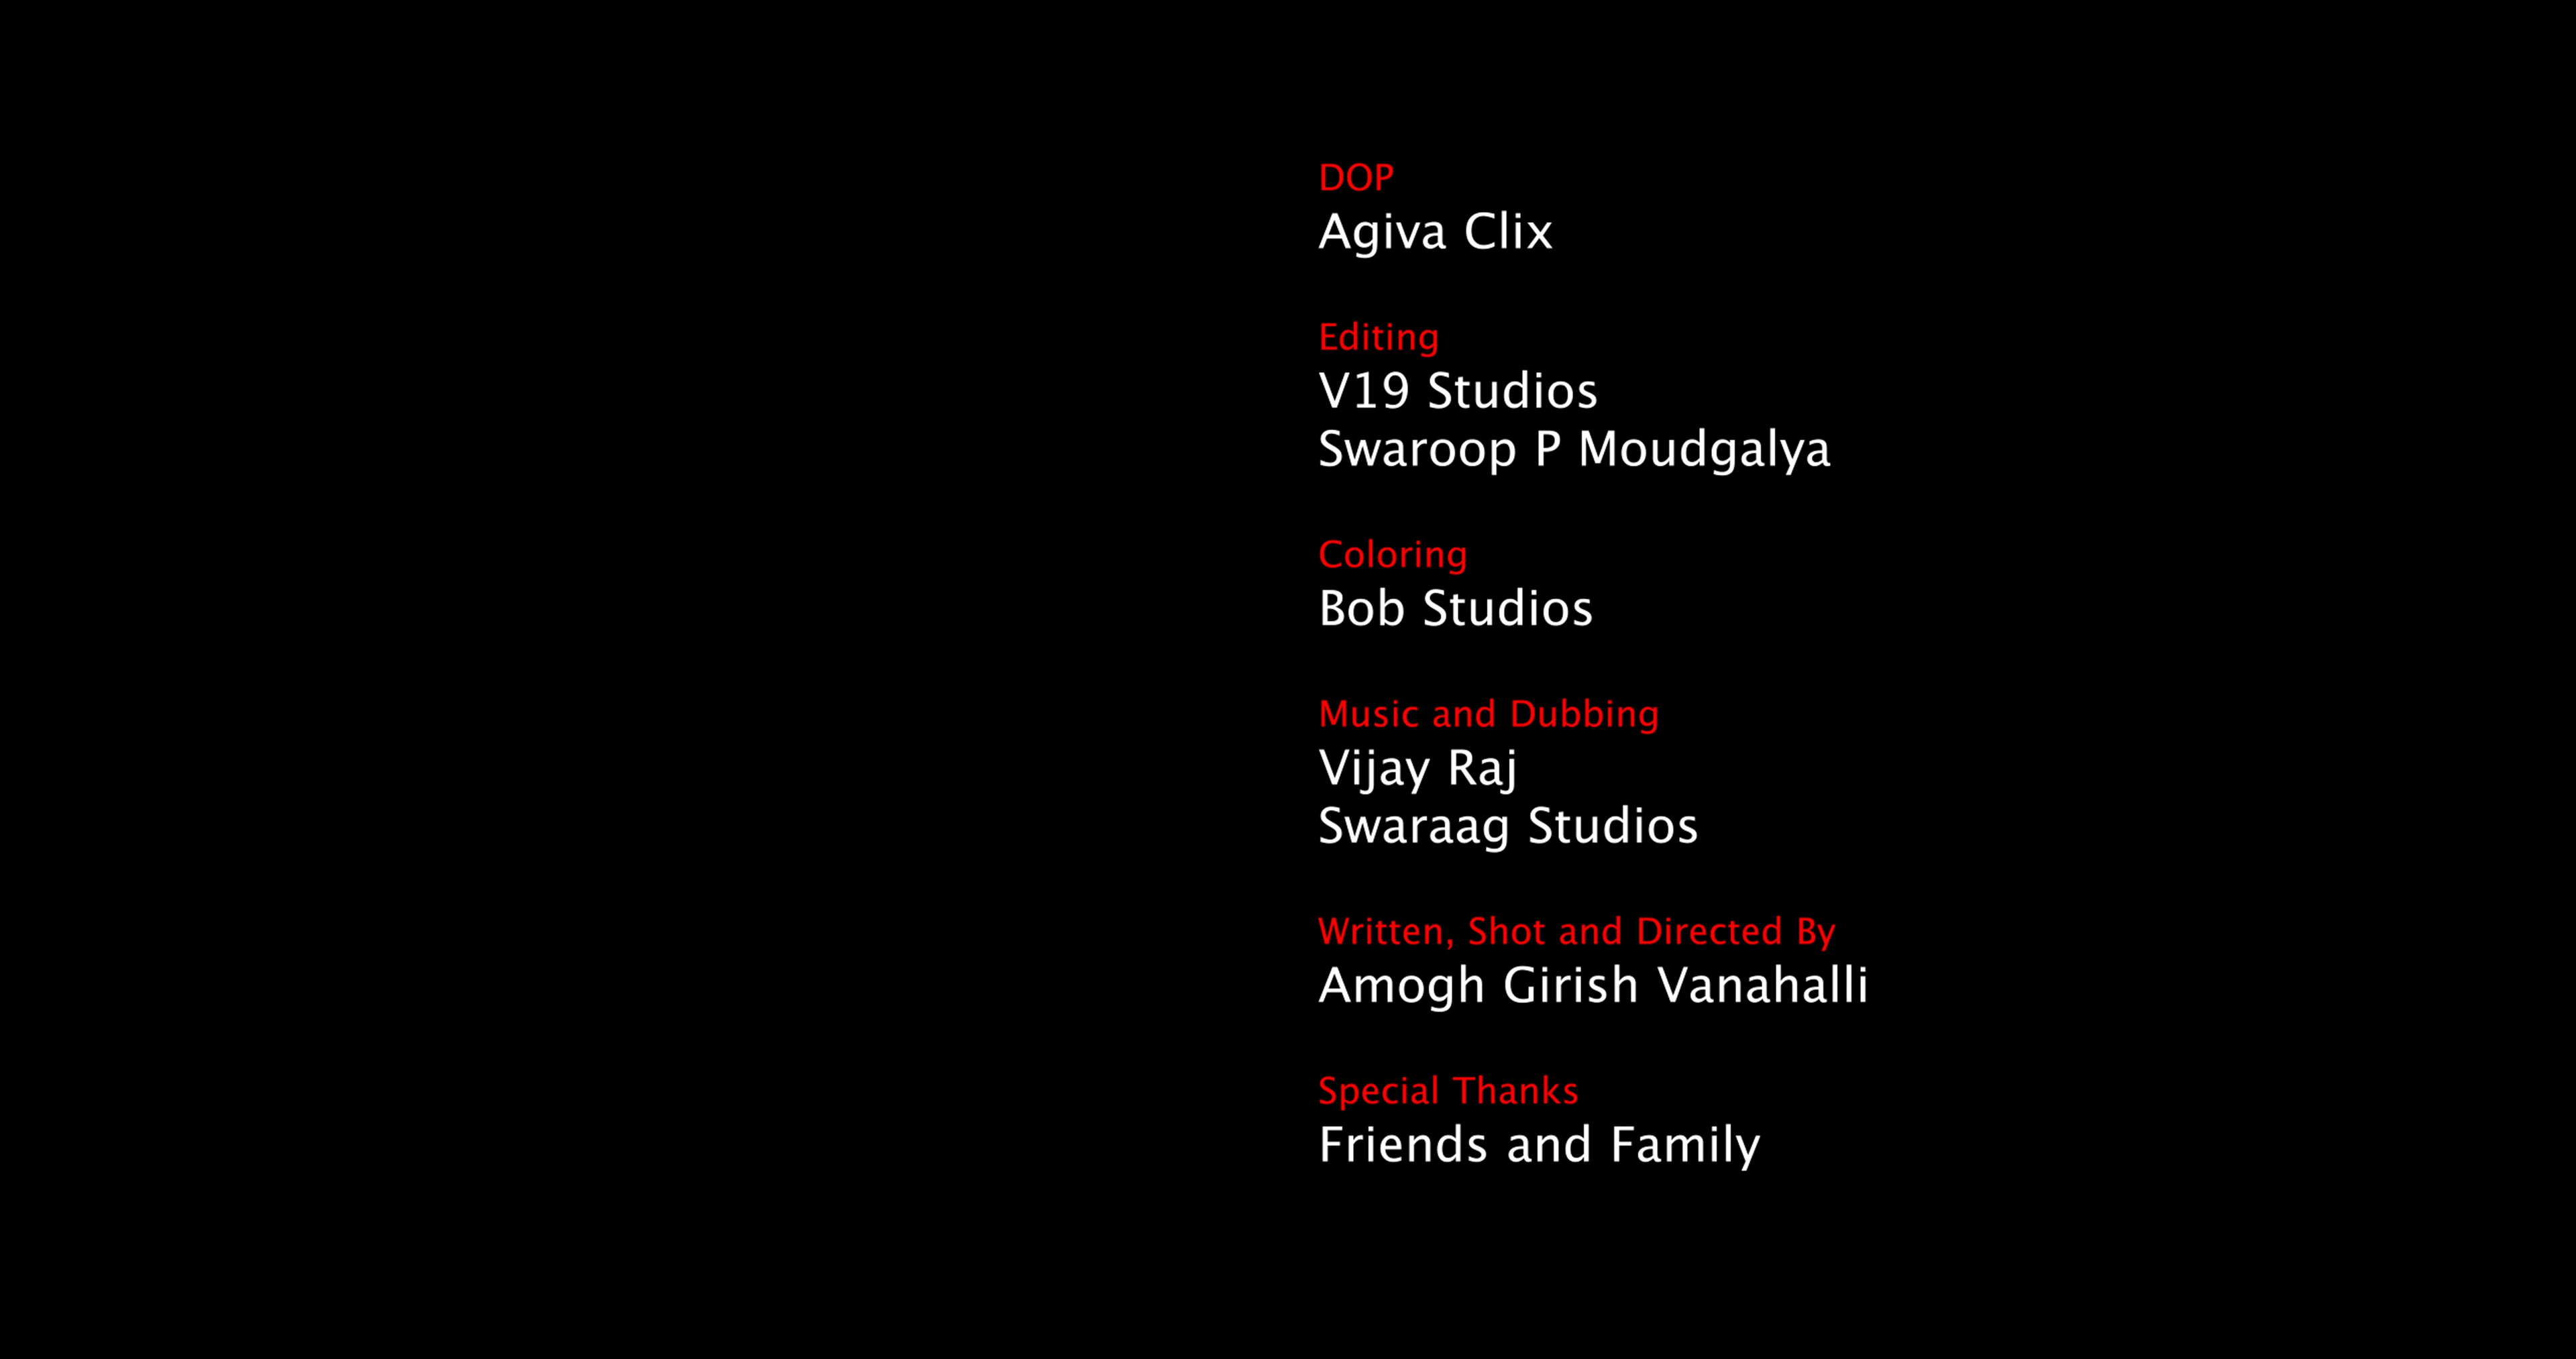 DOP
Agiva Clix
Editing
V19 Studios
Swaroop P Moudgalya
Coloring
Bob Studios
Music and Dubbing
Vijay Raj
Swaraag Studios
Written, Shot and Directed By
Amogh Girish Vanahalli
Special Thanks
Friends and Family